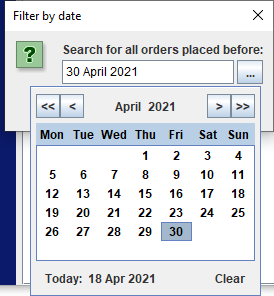 Filter by date
?
Search for all orders placed before:
30 April 2021 ...
<< < April 2021 > >>
Mon Tue Wed Thu Fri Sat Sun
1 2 3 4
5 6 7 8 9 10 11
12 13 14 15 16 17 18
19 20 21 22 23 24 25
26 27 28 29 30
Today: 18 Apr 2021 Clear